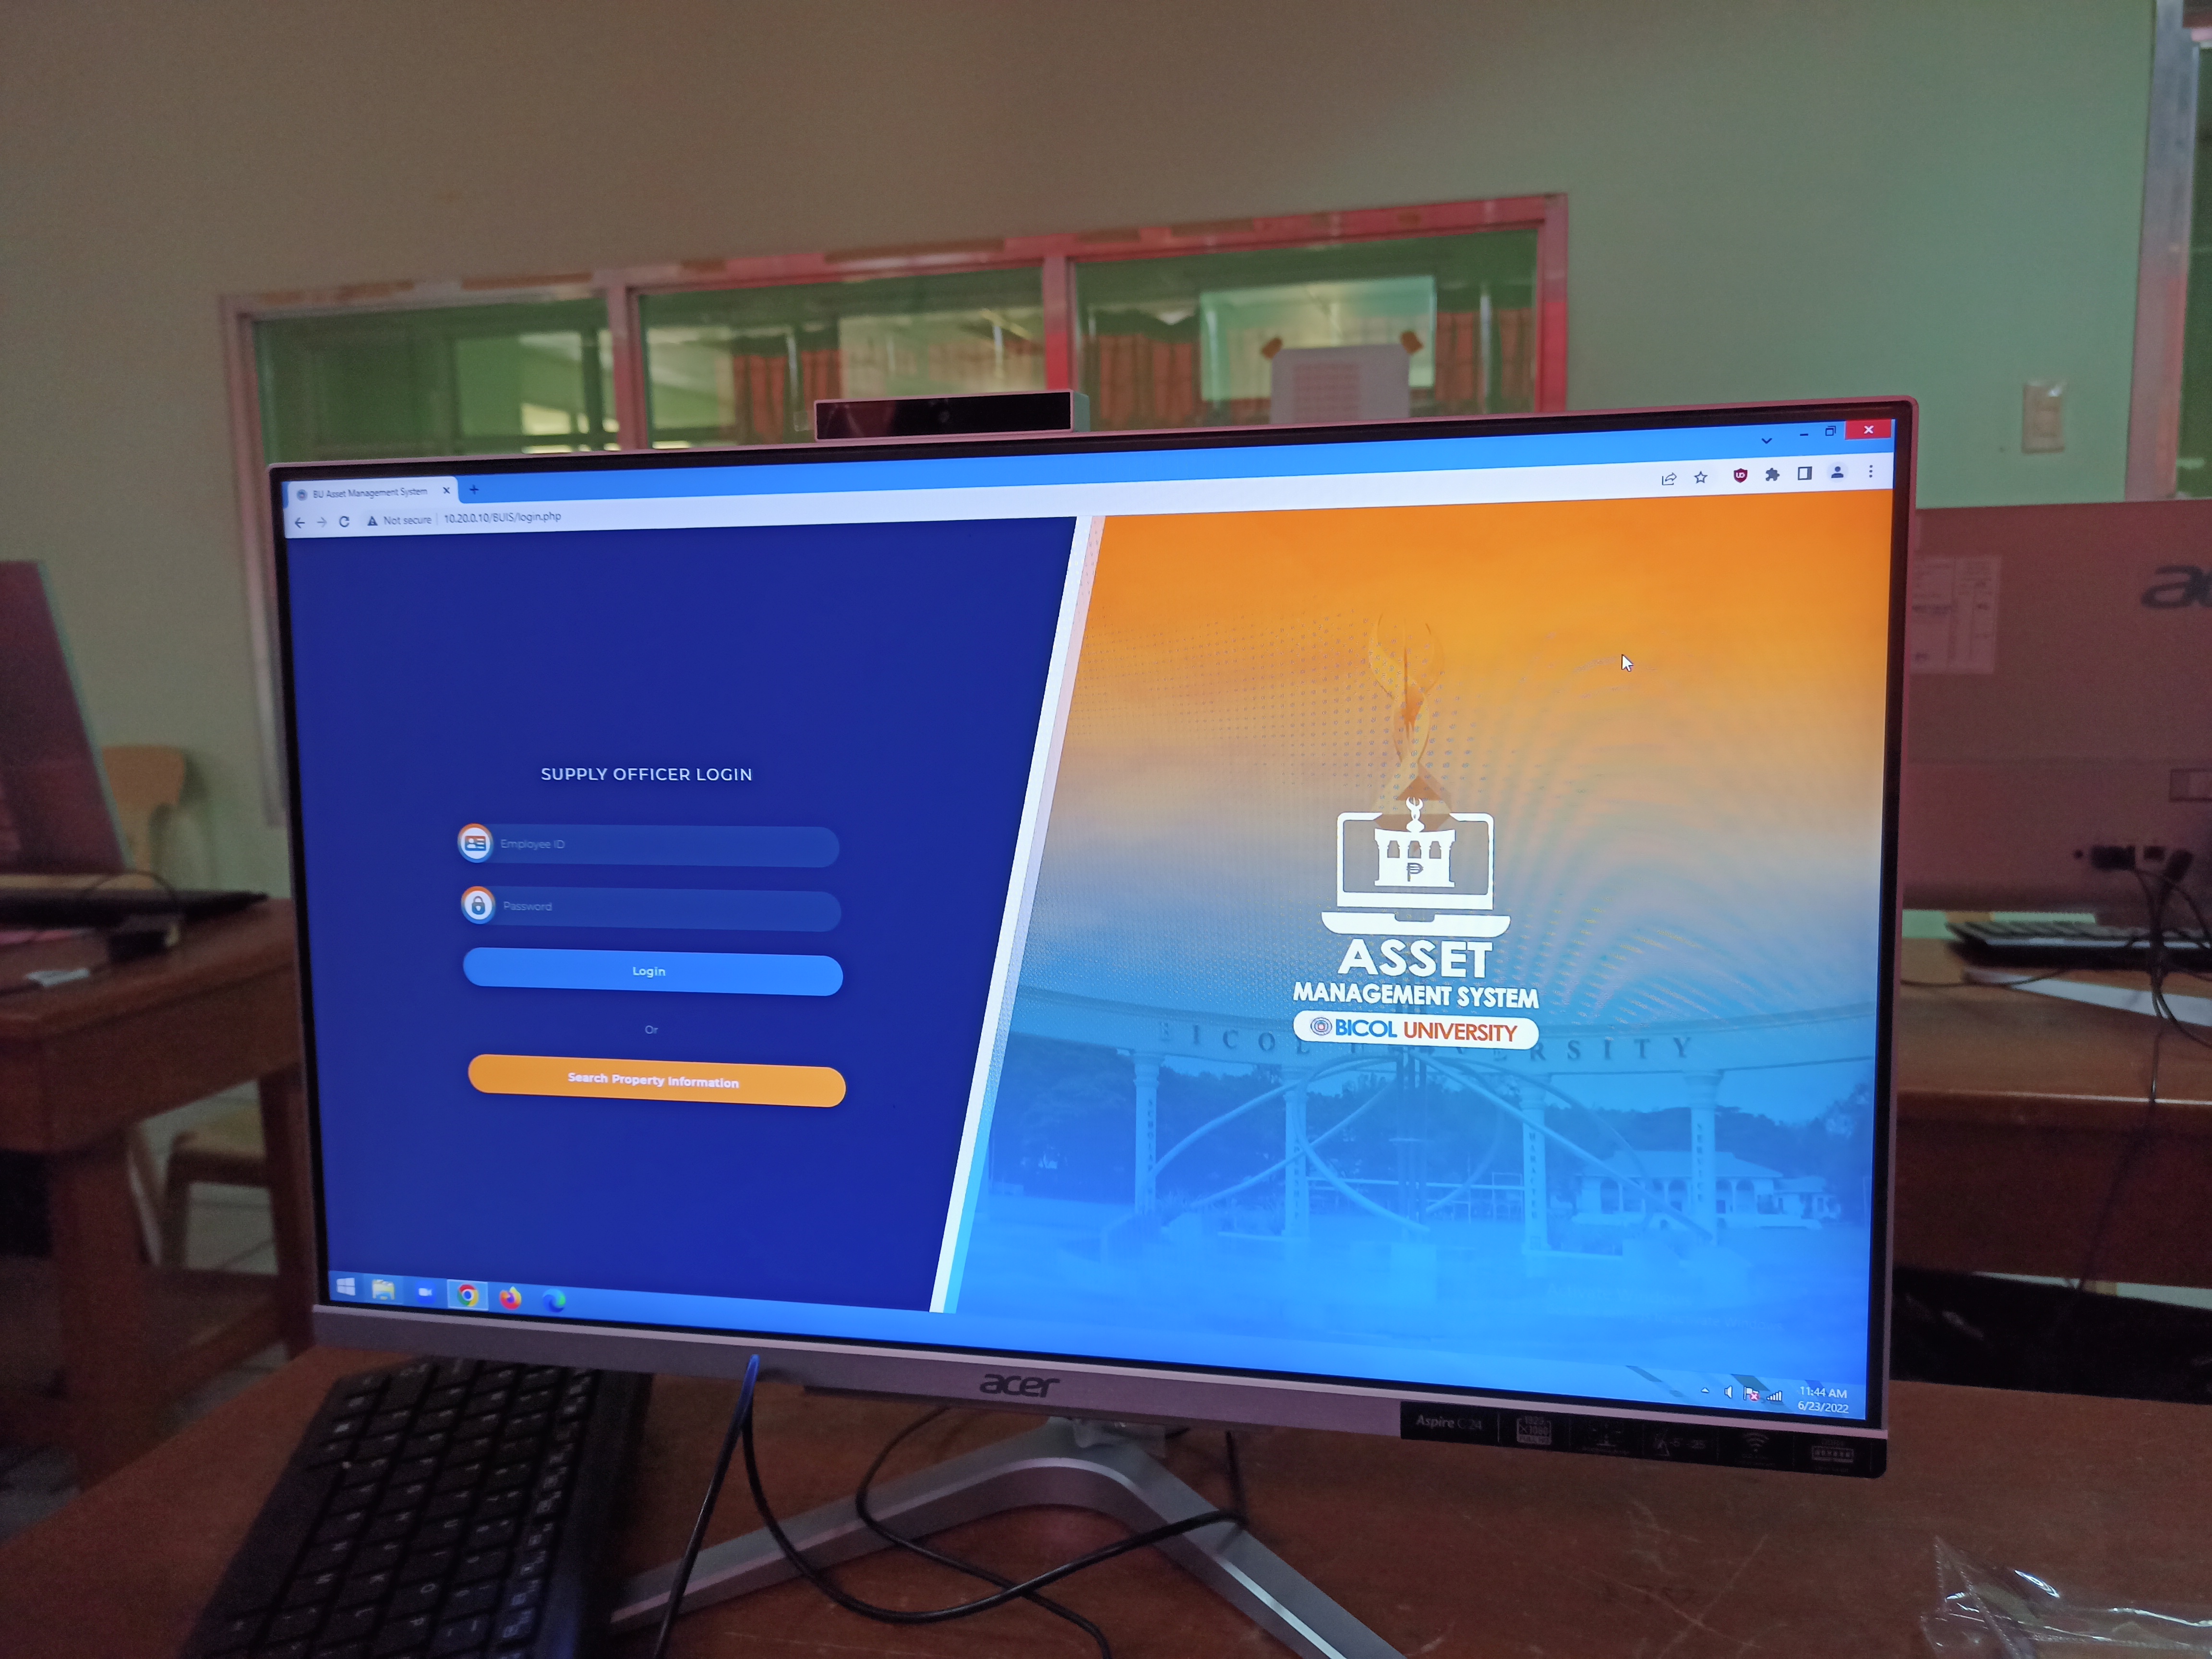 BU Asset Management System
Not secure
10.20.0.10/BUIS/login.php
SUPPLY OFFICER LOGIN
Employee ID
Password
Login
Or
Search Property Information
ASSET
MANAGEMENT SYSTEM
BICOL UNIVERSITY
11:44 AM
6/23/2022
acer
Aspire C24